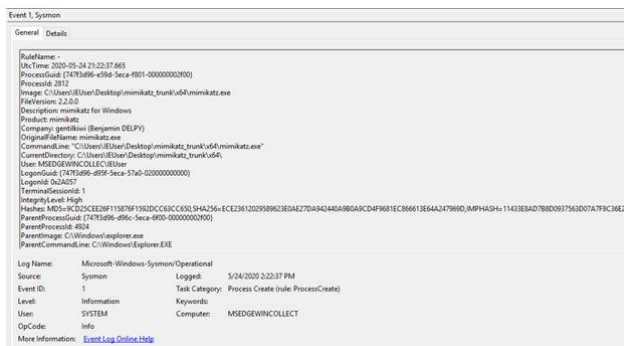 Event 1, Sysmon
General Details
RuleName: -
UtcTime: 2020-05-24 21:22:37.665
ProcessGuid: {747f3d96-e59d-5eca-f801-000000002f00}
ProcessId: 2812
Image: C:\Users\IEUser\Desktop\mimikatz_trunk\x64\mimikatz.exe
FileVersion: 2.2.0.0
Description: mimikatz for Windows
Product: mimikatz
Company: gentilkiwi (Benjamin DELPY)
OriginalFileName: mimikatz.exe
CommandLine: "C:\Users\IEUser\Desktop\mimikatz_trunk\x64\mimikatz.exe"
CurrentDirectory: C:\Users\IEUser\Desktop\mimikatz_trunk\x64\
User: MSEDGEWINCOLLEC\IEUser
LogonGuid: {747f3d96-d95f-5eca-57a0-020000000000}
LogonId: 0x2A057
TerminalSessionId: 1
IntegrityLevel: High
Hashes:
ParentProcessGuid: {747f3d96-d96c-5eca-6f00-000000002f00}
ParentProcessId: 4924
ParentImage: C:\Windows\explorer.exe
ParentCommandLine: C:\Windows\Explorer.EXE
Log Name: Microsoft-Windows-Sysmon/Operational
Source: Sysmon Logged: 5/24/2020 2:22:37 PM
Event ID: 1 Task Category: Process Create (rule: ProcessCreate)
Level: Information Keywords:
User: SYSTEM Computer: MSEDGEWINCOLLECT
OpCode: Info
More Information: Event Log Online Help